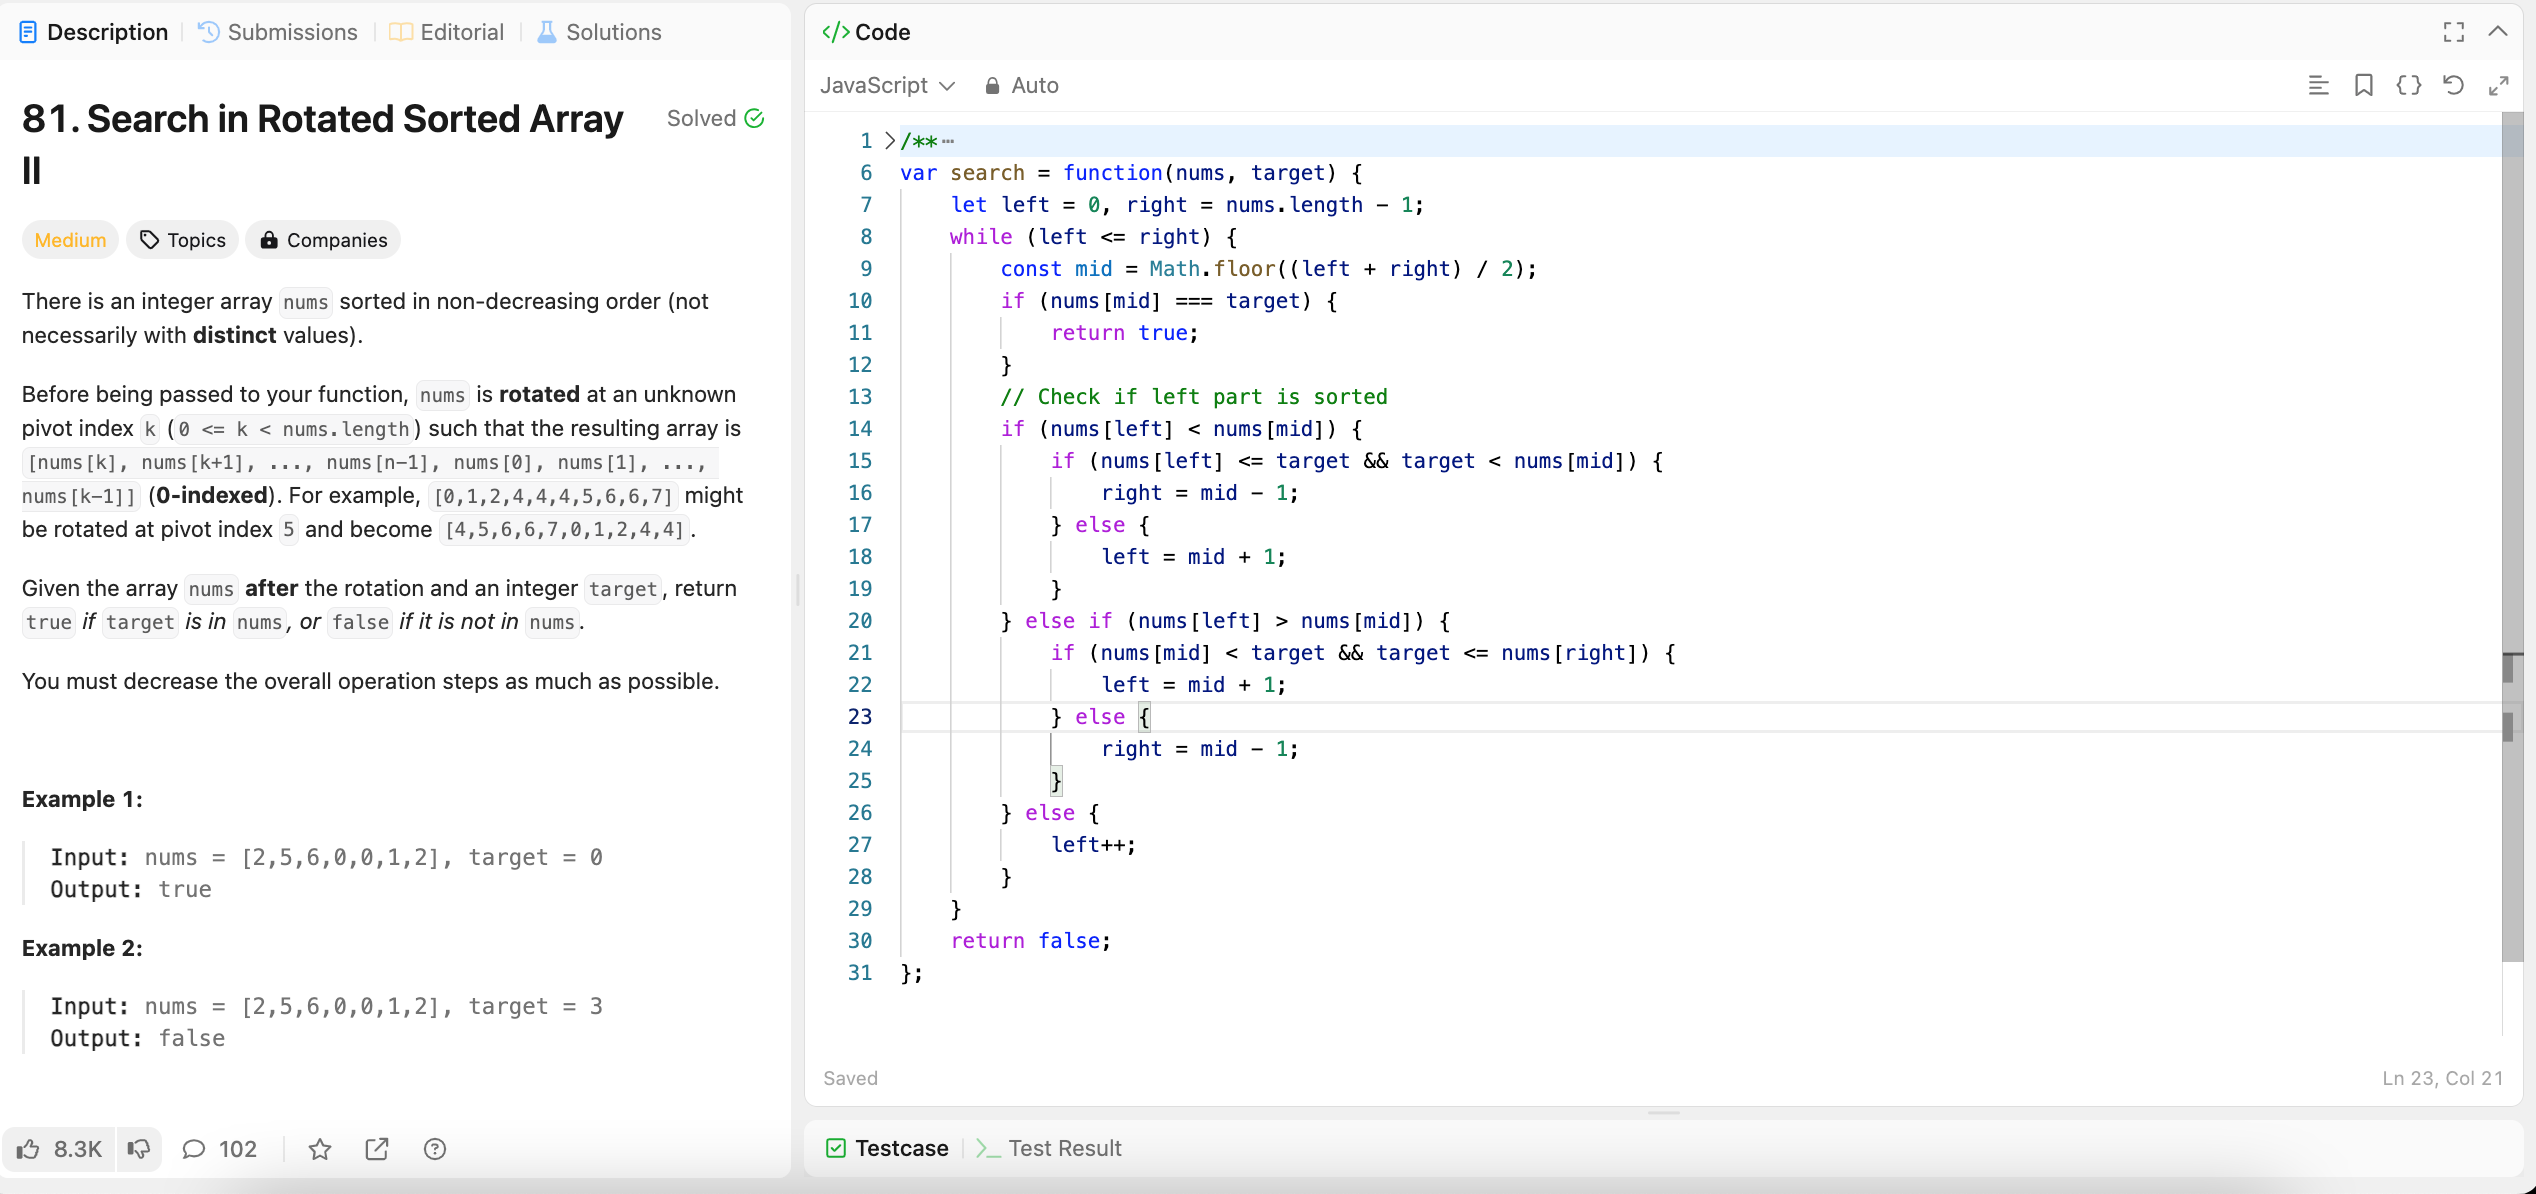 Description
Submissions
Editorial
Solutions
81. Search in Rotated Sorted Array
II
Solved
Medium
Topics
Companies
There is an integer array nums sorted in non-decreasing order (not
necessarily with distinct values).
Before being passed to your function, nums is rotated at an unknown
pivot index k (0 <= k < nums.length) such that the resulting array is
[nums[k], nums[k+1], ..., nums[n-1], nums[0], nums[1], ...,
nums[k-1]] (0-indexed). For example, [0,1,2,4,4,4,5,6,6,7] might
be rotated at pivot index 5 and become [4,5,6,6,7,0,1,2,4,4].
Given the array nums after the rotation and an integer target, return
true if target is in nums, or false if it is not in nums.
You must decrease the overall operation steps as much as possible.
Example 1:
Input: nums = [2,5,6,0,0,1,2], target = 0
Output: true
Example 2:
Input: nums = [2,5,6,0,0,1,2], target = 3
Output: false
8.3K
102
</> Code
JavaScript
Auto
1 /** ···
6 var search = function(nums, target) {
7 let left = 0, right = nums.length - 1;
8 while (left <= right) {
9 const mid = Math.floor((left + right) / 2);
10 if (nums[mid] === target) {
11 return true;
12 }
13 // Check if left part is sorted
14 if (nums[left] < nums[mid]) {
15 if (nums[left] <= target && target < nums[mid]) {
16 right = mid - 1;
17 } else {
18 left = mid + 1;
19 }
20 } else if (nums[left] > nums[mid]) {
21 if (nums[mid] < target && target <= nums[right]) {
22 left = mid + 1;
23 } else {
24 right = mid - 1;
25 }
26 } else {
27 left++;
28 }
29 }
30 return false;
31 };
Saved
Ln 23, Col 21
Testcase
Test Result